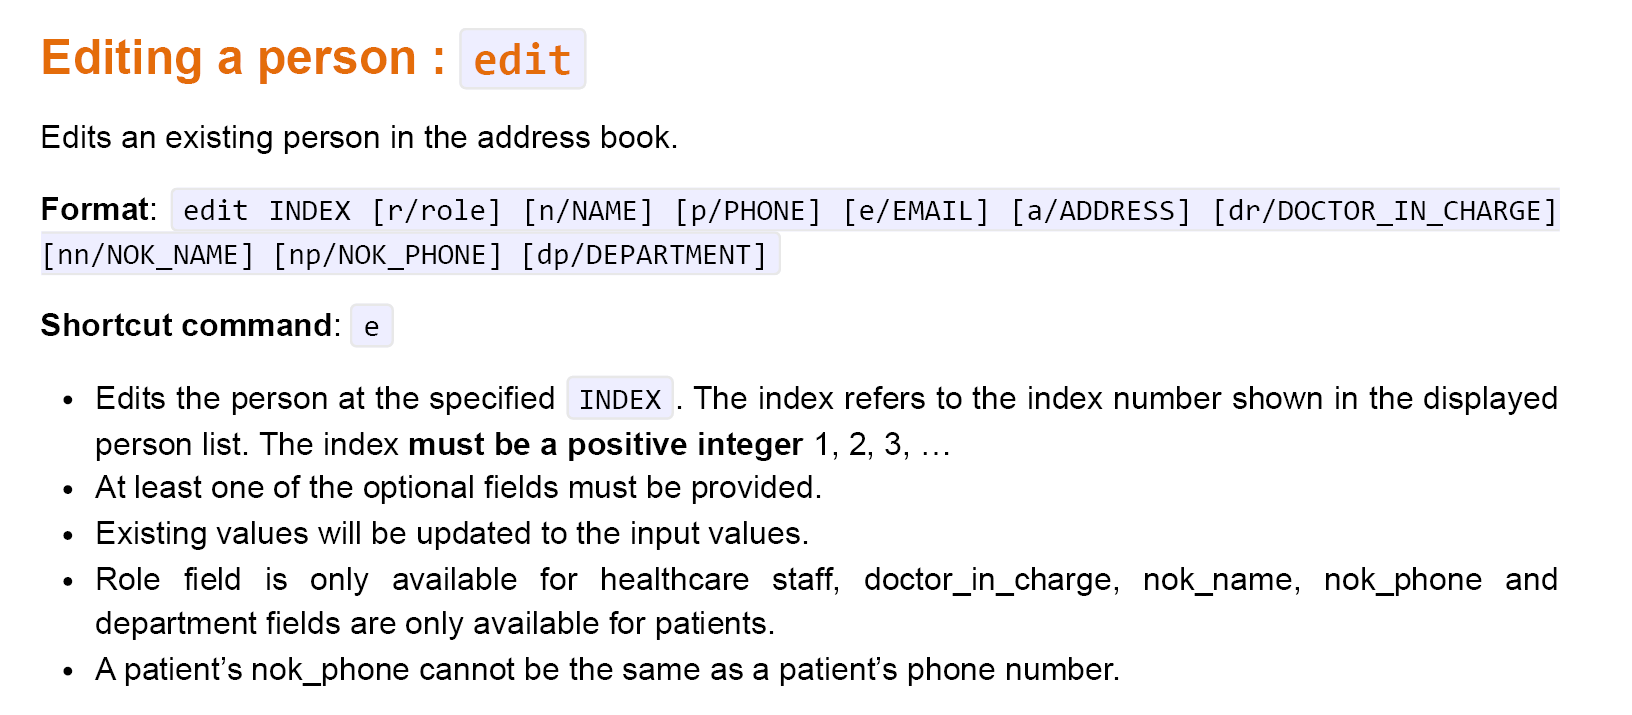 Editing a person : edit
Edits an existing person in the address book.
Format: edit INDEX [r/role] [n/NAME] [p/PHONE] [e/EMAIL] [a/ADDRESS] [dr/DOCTOR_IN_CHARGE]
[nn/NOK_NAME] [np/NOK_PHONE] [dp/DEPARTMENT]
Shortcut command: e
• Edits the person at the specified INDEX. The index refers to the index number shown in the displayed
person list. The index must be a positive integer 1, 2, 3, …
• At least one of the optional fields must be provided.
• Existing values will be updated to the input values.
• Role field is only available for healthcare staff, doctor_in_charge, nok_name, nok_phone and
department fields are only available for patients.
• A patient’s nok_phone cannot be the same as a patient’s phone number.